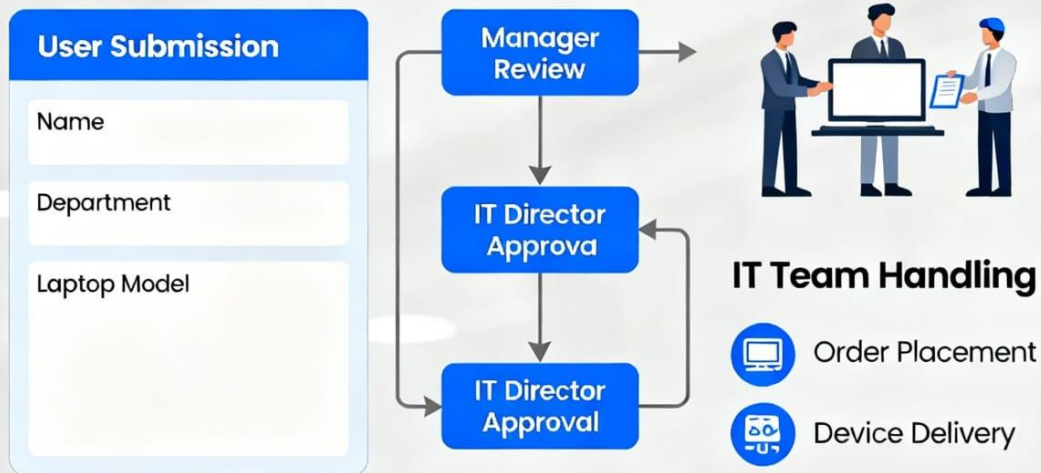 User Submission
Name
Department
Laptop Model
Manager
Review
IT Director
Approva
IT Director
Approval
IT Team Handling
Order Placement
Device Delivery